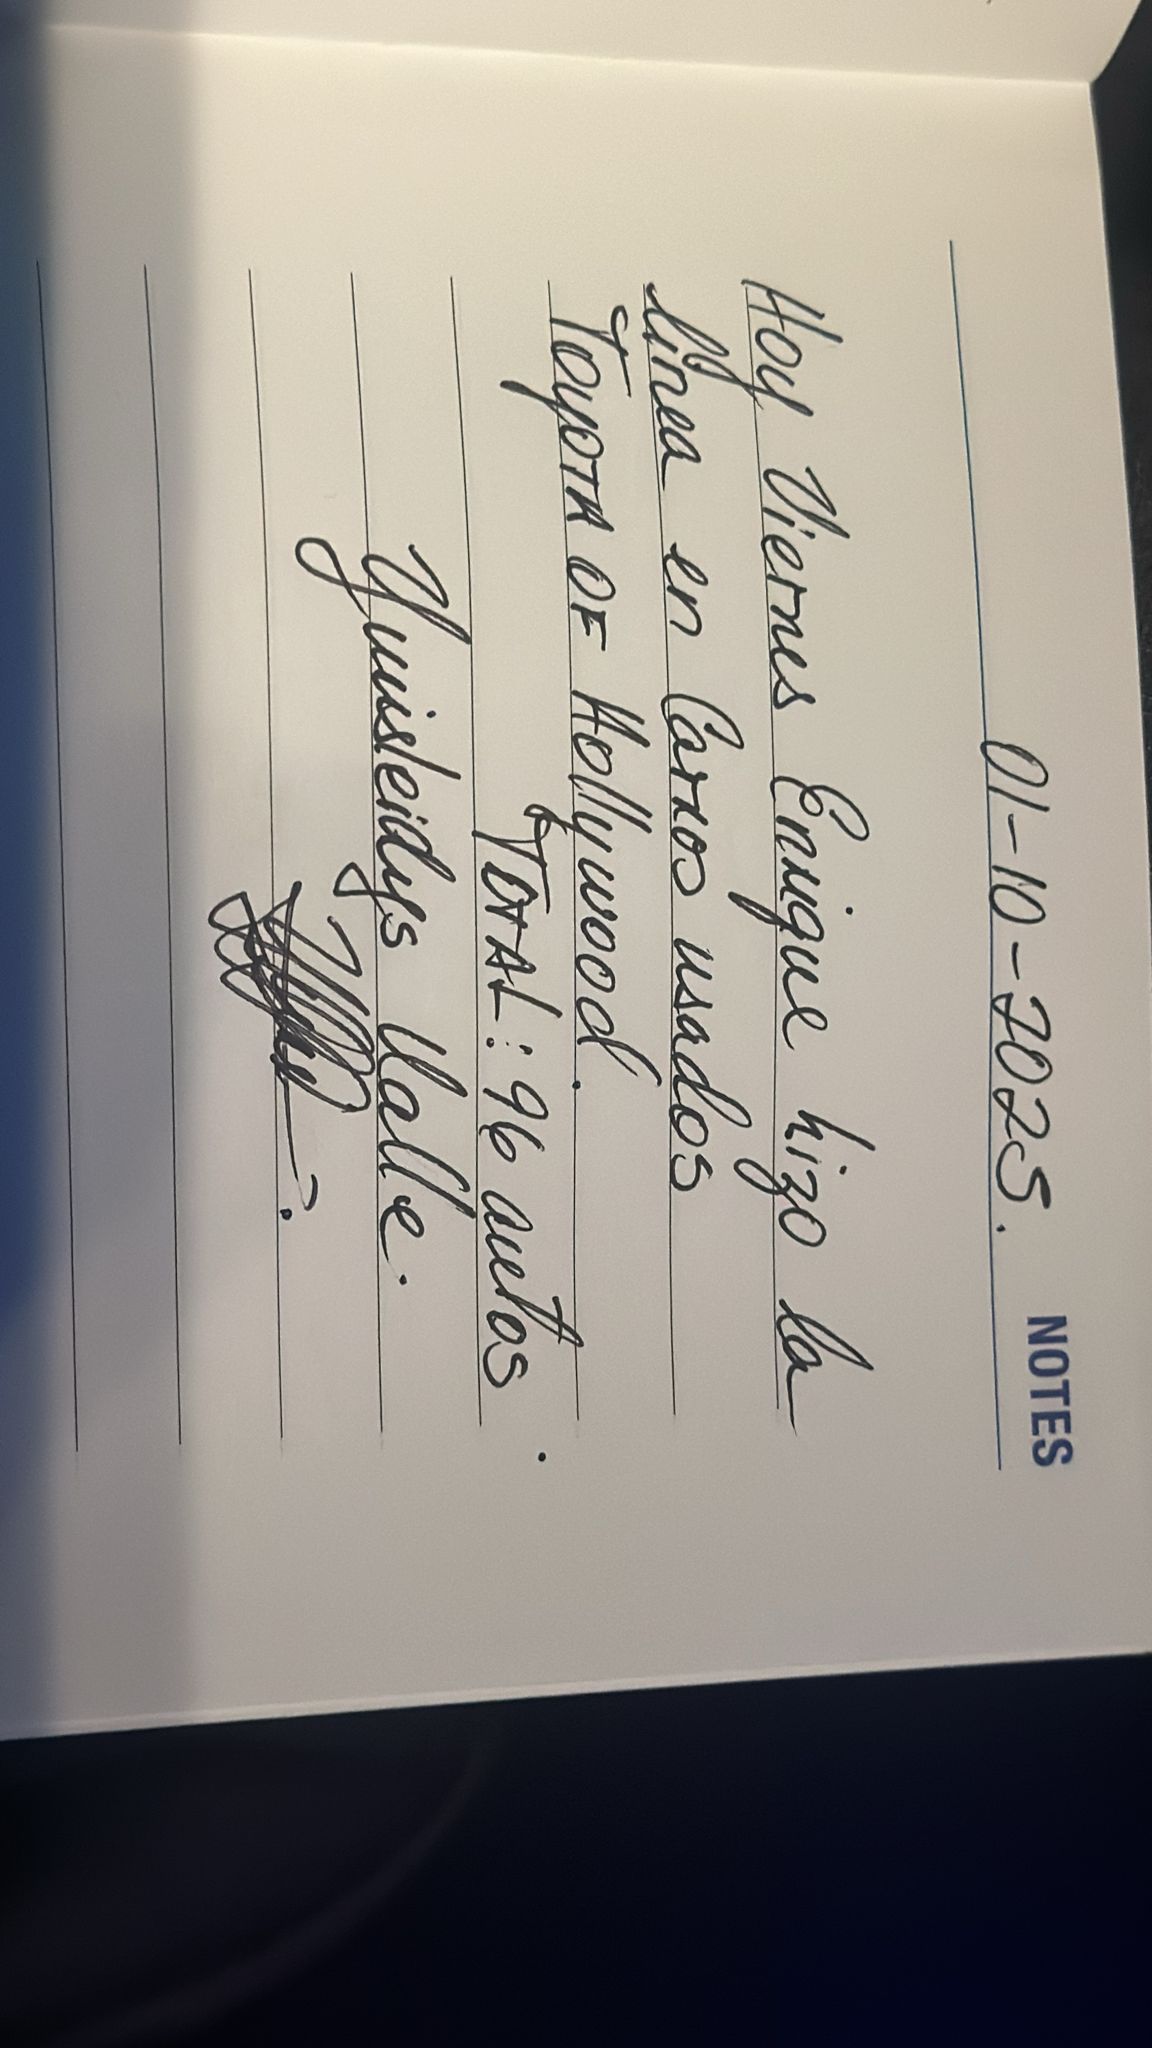 NOTES
01-10-2025.
Hoy Viernes Enrique hizo la
línea en Carros usados
TOYOTA OF Hollywood.
TOTAL: 96 autos.
Yunisleidys Valle.